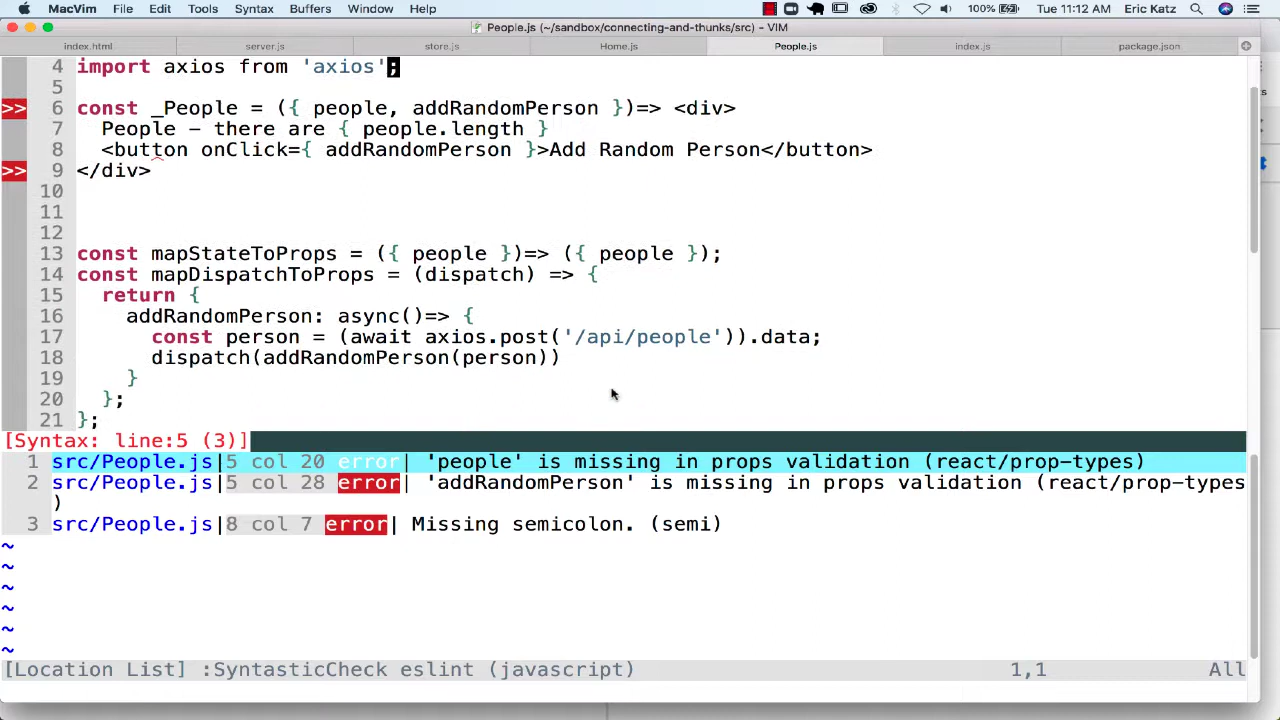 MacVim File Edit Tools Syntax Buffers Window Help 100% Tue 11:12 AM Eric Katz
People.js (~/sandbox/connecting-and-thunks/src) - VIM
index.html server.js store.js Home.js People.js index.js package.json
4 import axios from 'axios';
5
>> 6 const _People = ({ people, addRandomPerson })=> <div>
7 People - there are { people.length }
8 <button onClick={ addRandomPerson }>Add Random Person</button>
>> 9 </div>
10
11
12
13 const mapStateToProps = ({ people })=> ({ people });
14 const mapDispatchToProps = (dispatch) => {
15 return {
16 addRandomPerson: async()=> {
17 const person = (await axios.post('/api/people')).data;
18 dispatch(addRandomPerson(person))
19 }
20 };
21 };
[Syntax: line:5 (3)]
1 src/People.js|5 col 20 error| 'people' is missing in props validation (react/prop-types)
2 src/People.js|5 col 28 error| 'addRandomPerson' is missing in props validation (react/prop-types
)
3 src/People.js|8 col 7 error| Missing semicolon. (semi)
~
~
~
~
~
~
[Location List] :SyntasticCheck eslint (javascript) 1,1 All